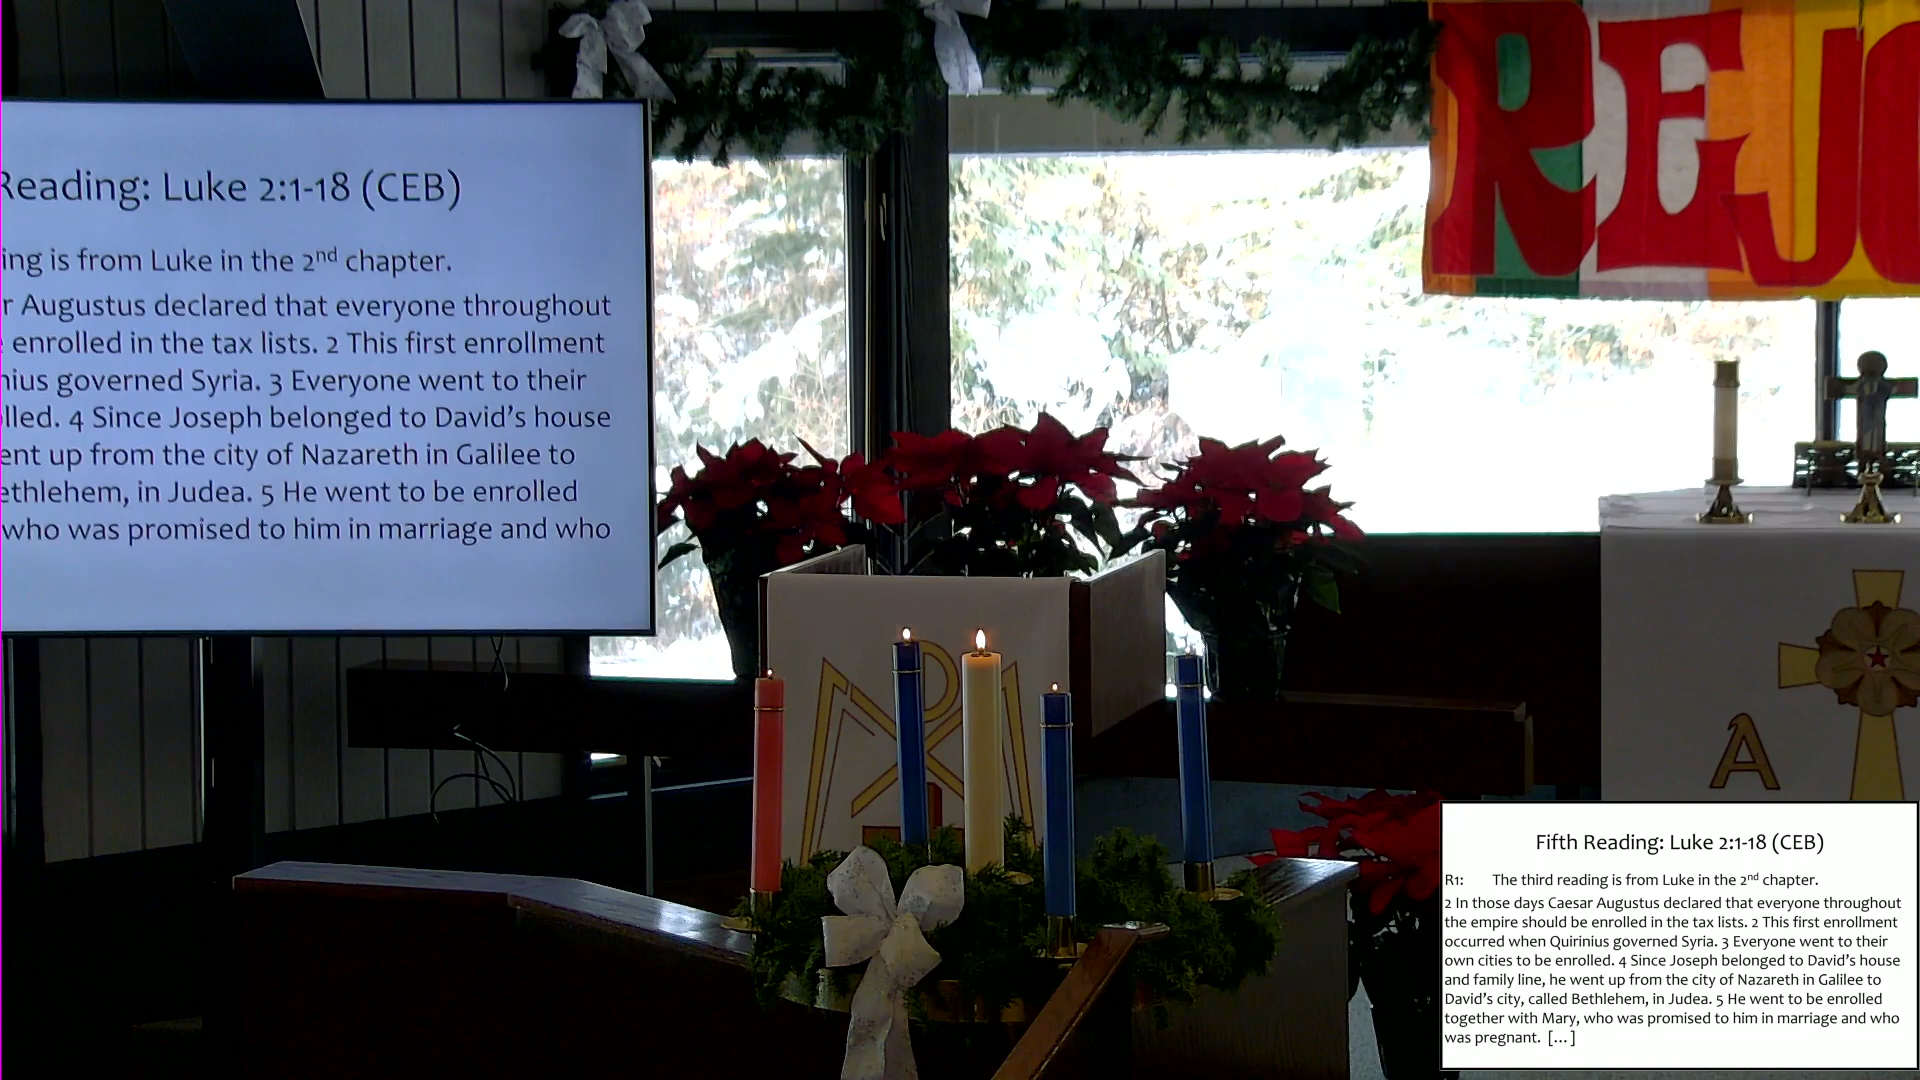 Reading: Luke 2:1-18 (CEB)
ing is from Luke in the 2nd chapter.
r Augustus declared that everyone throughout
enrolled in the tax lists. 2 This first enrollment
nius governed Syria. 3 Everyone went to their
lled. 4 Since Joseph belonged to David's house
ent up from the city of Nazareth in Galilee to
ethlehem, in Judea. 5 He went to be enrolled
who was promised to him in marriage and who
REJO
A
Fifth Reading: Luke 2:1-18 (CEB)
R1: The third reading is from Luke in the 2nd chapter.
2 In those days Caesar Augustus declared that everyone throughout
the empire should be enrolled in the tax lists. 2 This first enrollment
occurred when Quirinius governed Syria. 3 Everyone went to their
own cities to be enrolled. 4 Since Joseph belonged to David's house
and family line, he went up from the city of Nazareth in Galilee to
David's city, called Bethlehem, in Judea. 5 He went to be enrolled
together with Mary, who was promised to him in marriage and who
was pregnant. [...]